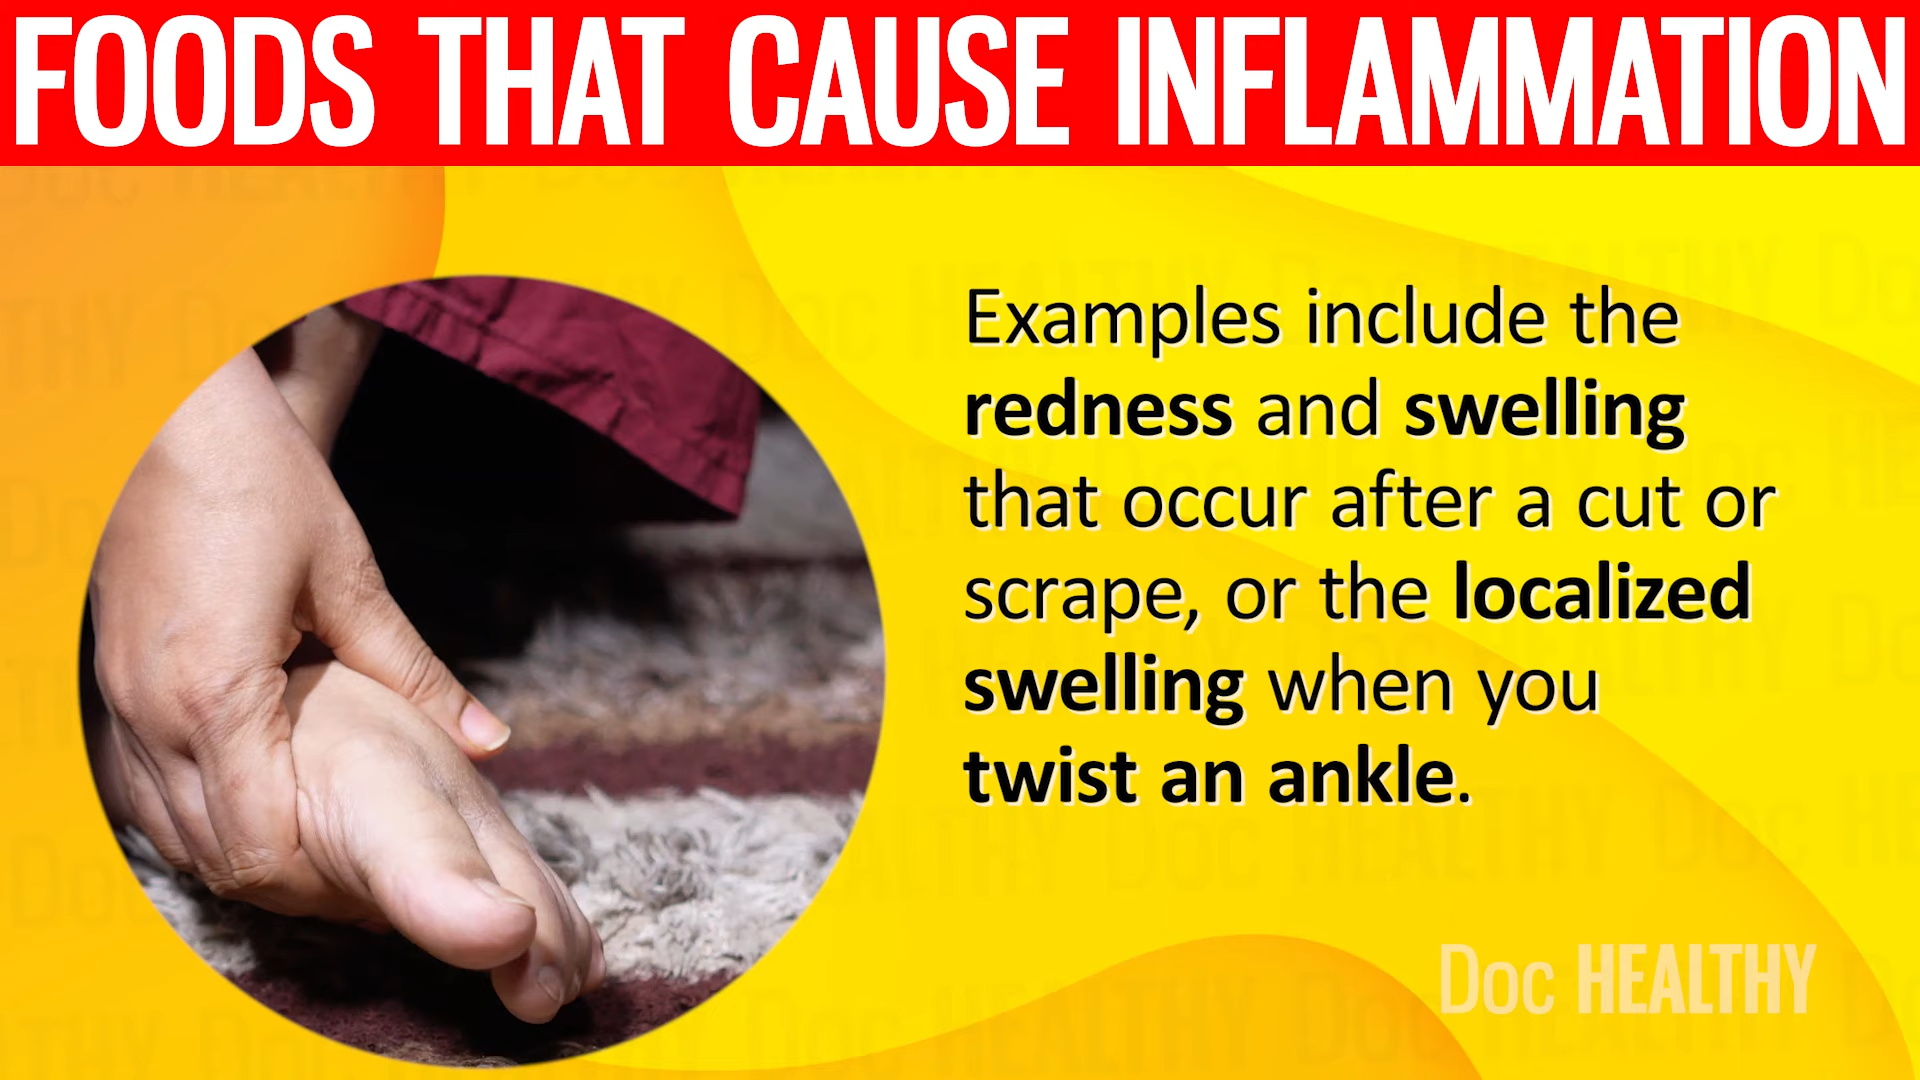 FOODS THAT CAUSE INFLAMMATION
Examples include the
redness and swelling
that occur after a cut or
scrape, or the localized
swelling when you
twist an ankle.
Doc HEALTHY